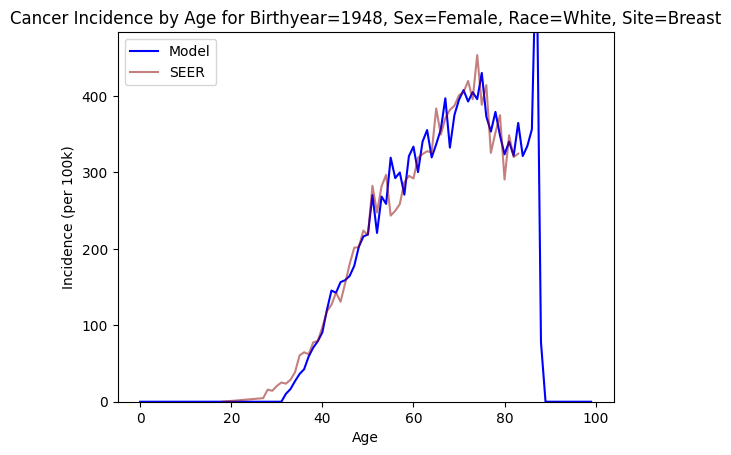 Cancer Incidence by Age for Birthyear=1948, Sex=Female, Race=White, Site=Breast
Model
SEER
400
300
200
100
0
Incidence (per 100k)
0 20 40 60 80 100
Age